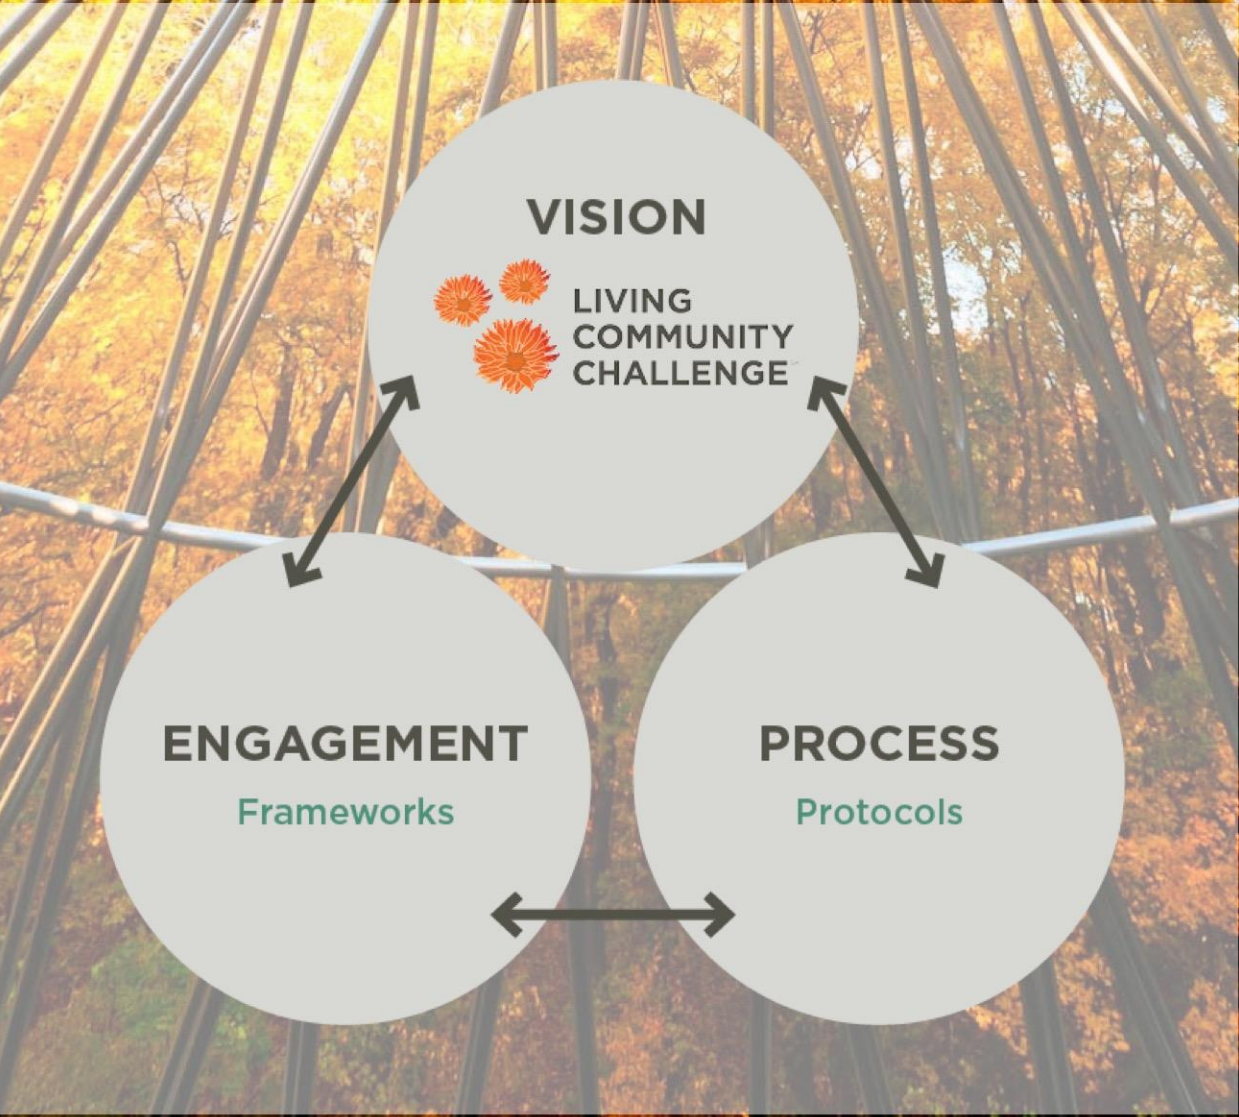 VISION
LIVING
COMMUNITY
CHALLENGE
ENGAGEMENT
Frameworks
PROCESS
Protocols